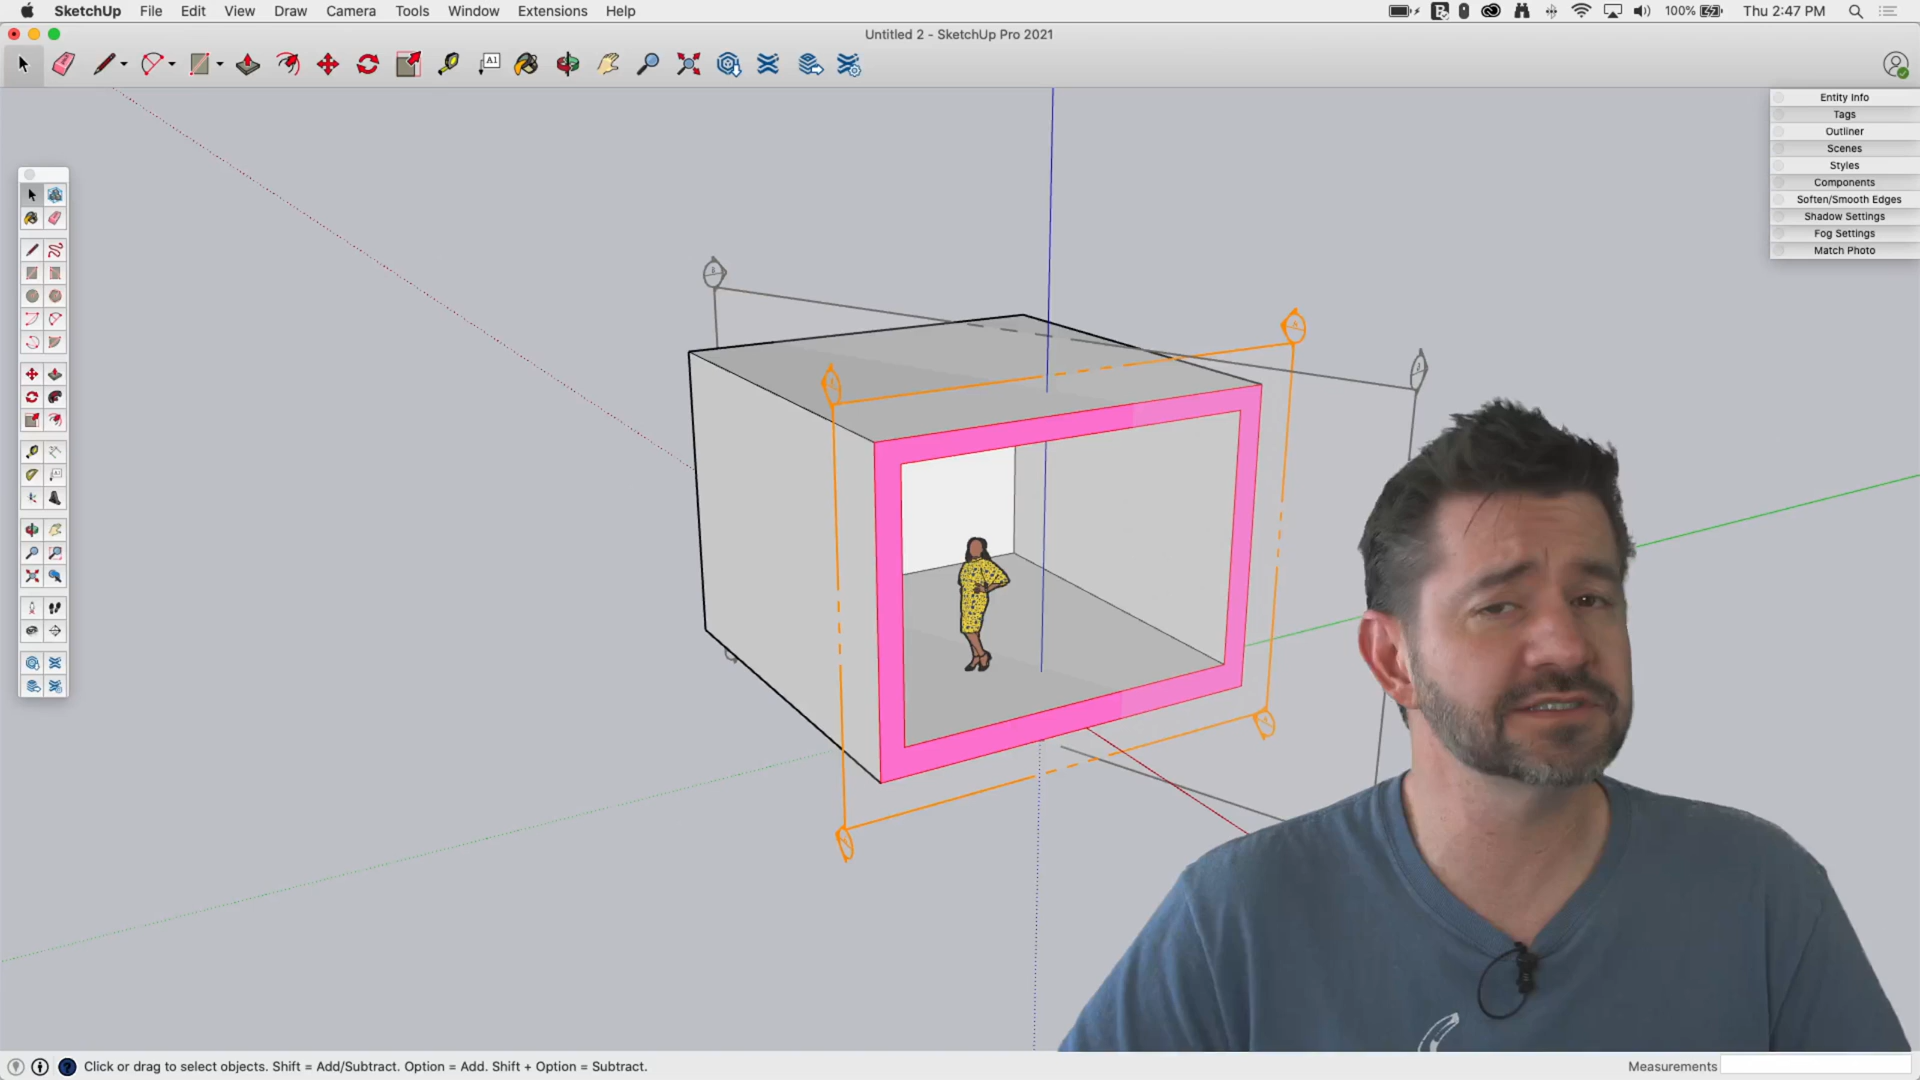 SketchUp File Edit View Draw Camera Tools Window Extensions Help
100% Thu 2:47 PM
Untitled 2 - SketchUp Pro 2021
A1
Entity Info
Tags
Outliner
Scenes
Styles
Components
Soften/Smooth Edges
Shadow Settings
Fog Settings
Match Photo
Click or drag to select objects. Shift = Add/Subtract. Option = Add. Shift + Option = Subtract.
Measurements